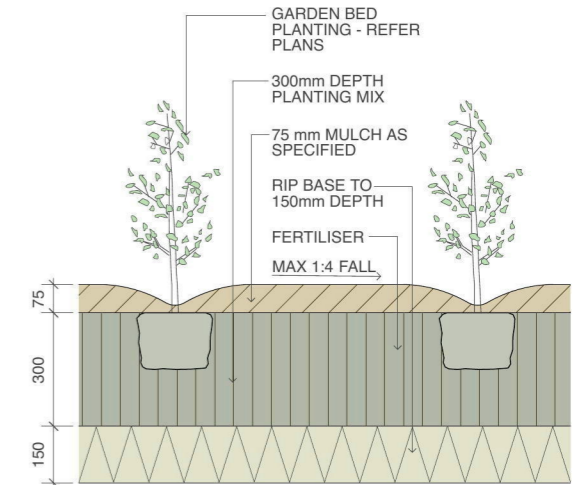 GARDEN BED
PLANTING - REFER
PLANS
300mm DEPTH
PLANTING MIX
75 mm MULCH AS
SPECIFIED
RIP BASE TO
150mm DEPTH
FERTILISER
MAX 1:4 FALL
75
300
150